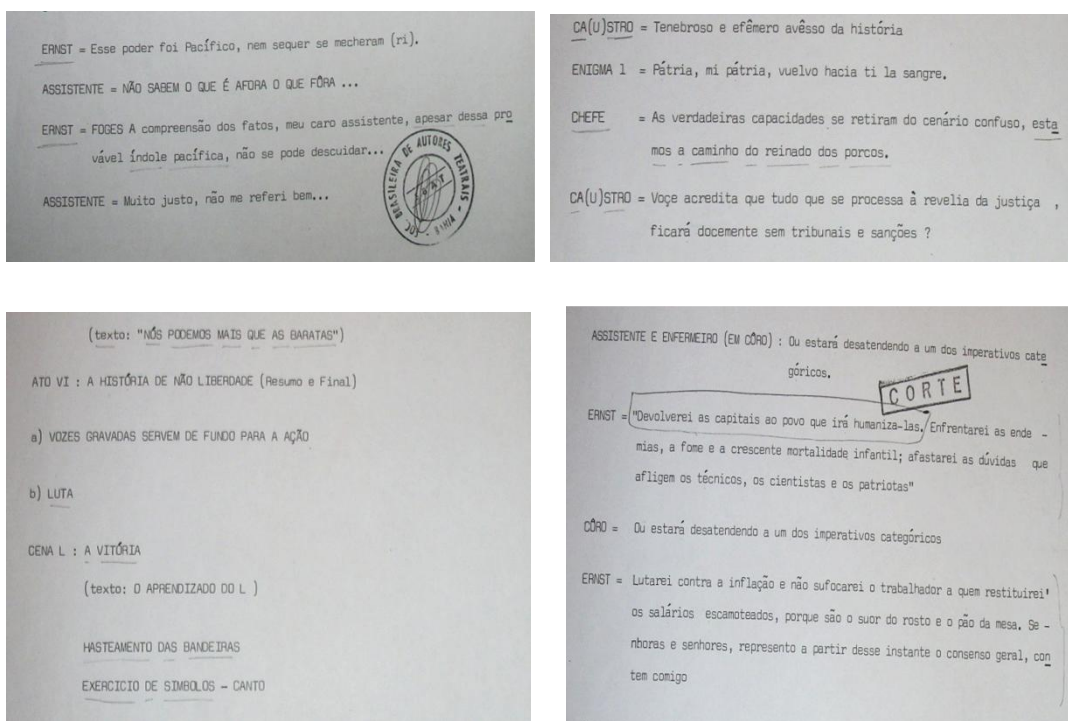 ERNST = Esse poder foi Pacífico, nem sequer se mecheram (ri).
ASSISTENTE = NÃO SABEM O QUE É AFORA O QUE FÔRA ...
ERNST = FOGES A compreensão dos fatos, meu caro assistente, apesar dessa pro
vável índole pacífica, não se pode descuidar...
ASSISTENTE = Muito justo, não me referi bem...
SOC. BRASILEIRA DE AUTORES TEATRAIS - BAHIA
SBAT
CA(U)STRO = Tenebroso e efêmero avêsso da história
ENIGMA 1 = Pátria, mi pátria, vuelvo hacia ti la sangre.
CHEFE = As verdadeiras capacidades se retiram do cenário confuso, esta
mos a caminho do reinado dos porcos.
CA(U)STRO = Voçe acredita que tudo que se processa à revelia da justiça ,
ficará docemente sem tribunais e sanções ?
(texto: "NÓS PODEMOS MAIS QUE AS BARATAS")
ATO VI : A HISTÓRIA DE NÃO LIBERDADE (Resumo e Final)
a) VOZES GRAVADAS SERVEM DE FUNDO PARA A AÇÃO
b) LUTA
CENA L : A VITÓRIA
(texto: O APRENDIZADO DO L )
HASTEAMENTO DAS BANDEIRAS
EXERCICIO DE SIMBOLOS - CANTO
ASSISTENTE E ENFERMEIRO (EM CÔRO) : Ou estará desatendendo a um dos imperativos cate
góricos.
CORTE
ERNST = "Devolverei as capitais ao povo que irá humaniza-las. Enfrentarei as ende -
mias, a fome e a crescente mortalidade infantil; afastarei as dúvidas que
afligem os técnicos, os cientistas e os patriotas"
CÔRO = Ou estará desatendendo a um dos imperativos categóricos
ERNST = Lutarei contra a inflação e não sufocarei o trabalhador a quem restituirei'
os salários escamoteados, porque são o suor do rosto e o pão da mesa. Se -
nhoras e senhores, represento a partir desse instante o consenso geral, con
tem comigo